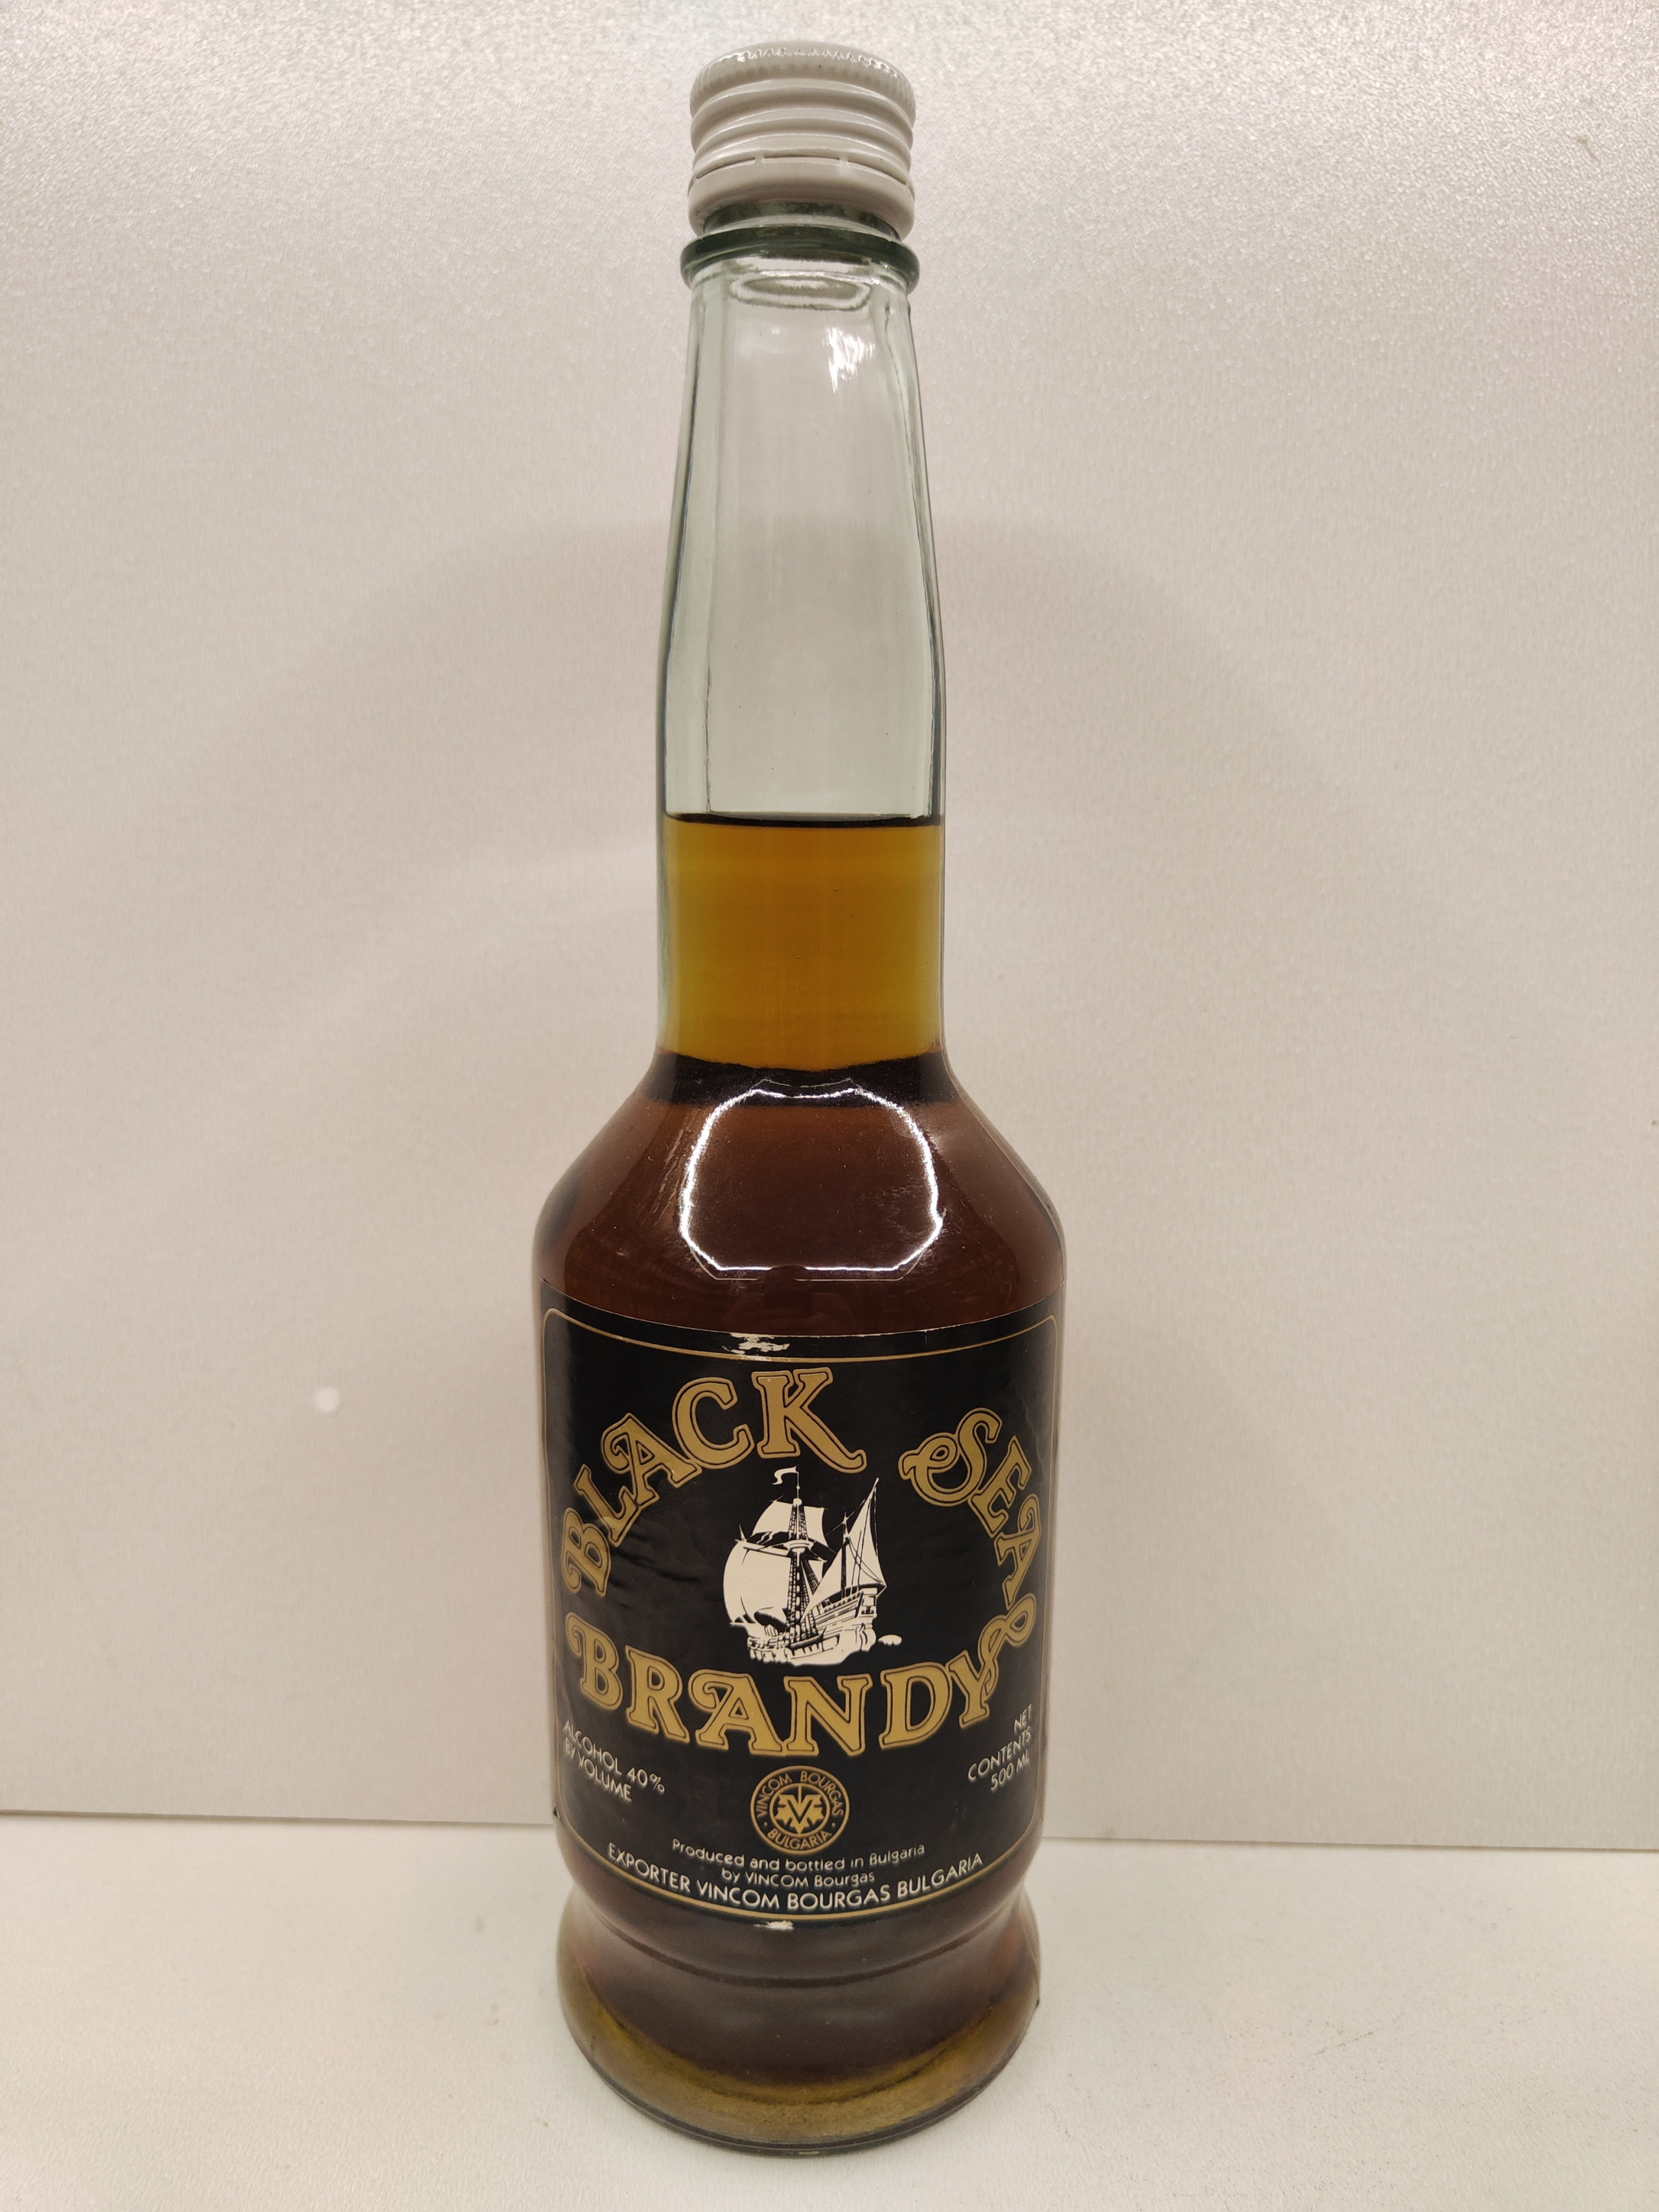 BLACK SEA
BRANDY
ALCOHOL 40%
BY VOLUME
NET
CONTENTS
500 ML
VINCOM BOURGAS
• BULGARIA •
Produced and bottled in Bulgaria
by VINCOM Bourgas
EXPORTER VINCOM BOURGAS BULGARIA